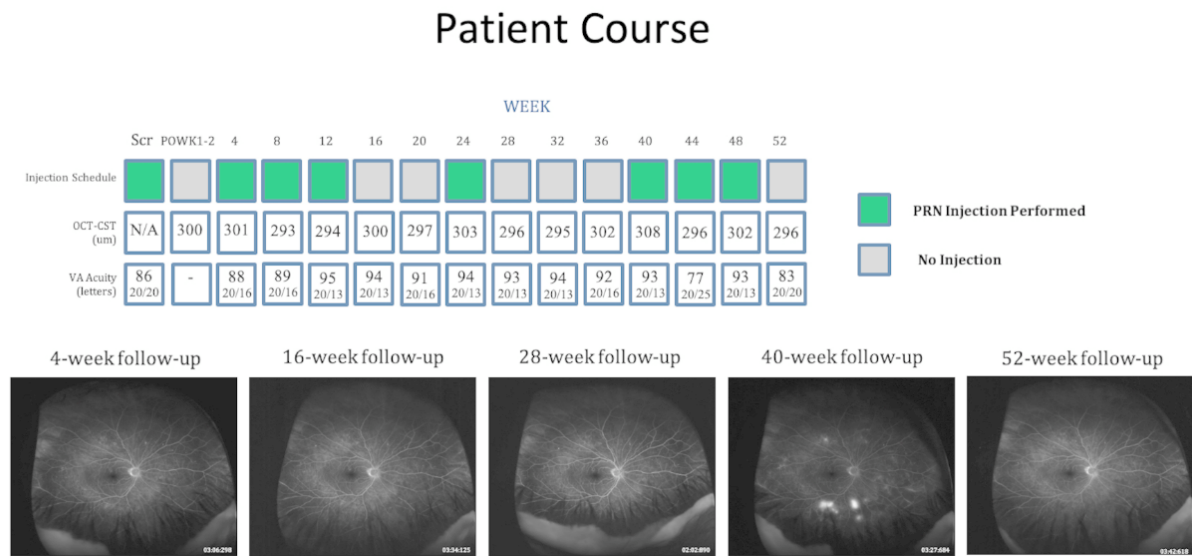 Patient Course
WEEK
Scr POWK1-2 4 8 12 16 20 24 28 32 36 40 44 48 52
Injection Schedule
PRN Injection Performed
No Injection
OCT-CST
(um)
N/A 300 301 293 294 300 297 303 296 295 302 308 296 302 296
VA Acuity
(letters)
86 - 88 89 95 94 91 94 93 94 92 93 77 93 83
20/20 20/16 20/16 20/13 20/13 20/16 20/13 20/13 20/13 20/16 20/13 20/25 20/13 20/20
4-week follow-up 16-week follow-up 28-week follow-up 40-week follow-up 52-week follow-up
03:06:298 03:34:125 02:02:890 03:27:684 03:42:618